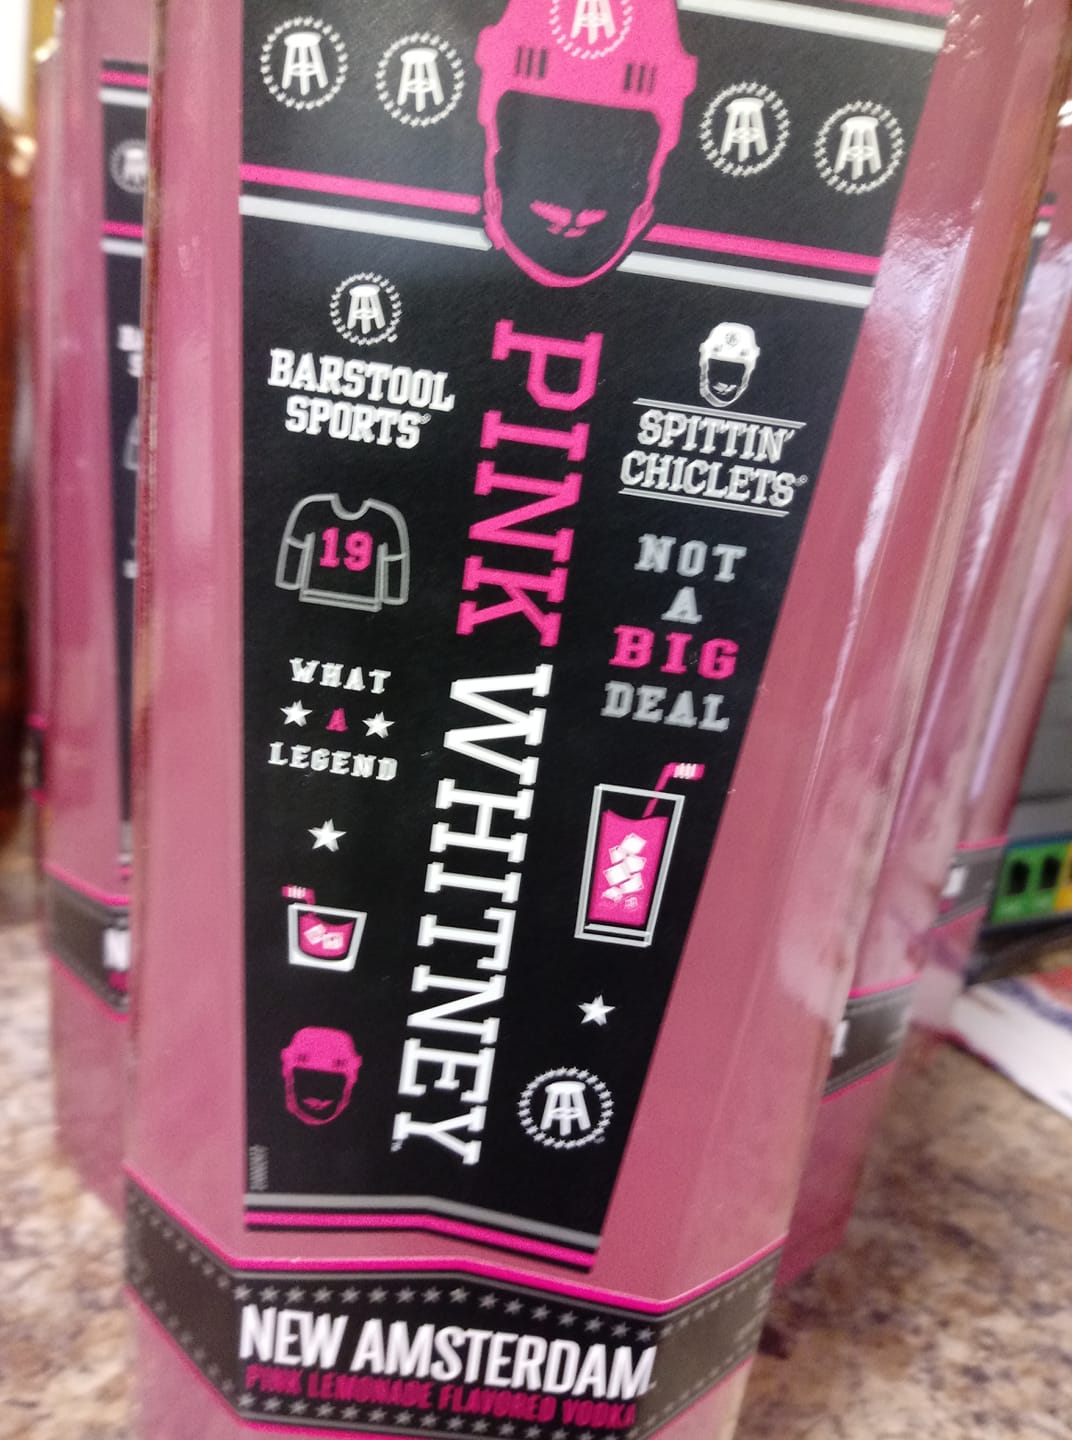 BARSTOOL
SPORTS®
19
WHAT
A
LEGEND
PINK WHITNEY
SPITTIN'
CHICLETS®
NOT
A
BIG
DEAL
NEW AMSTERDAM
PINK LEMONADE FLAVORED VODKA